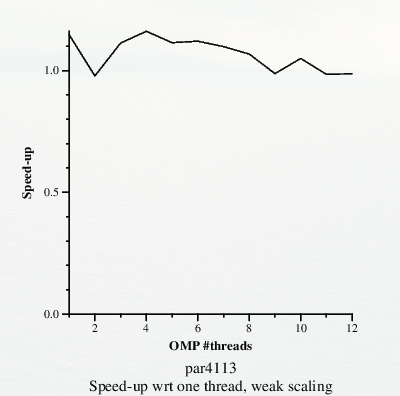 1.0
0.5
0.0
Speed-up
2 4 6 8 10 12
OMP #threads
par4113
Speed-up wrt one thread, weak scaling